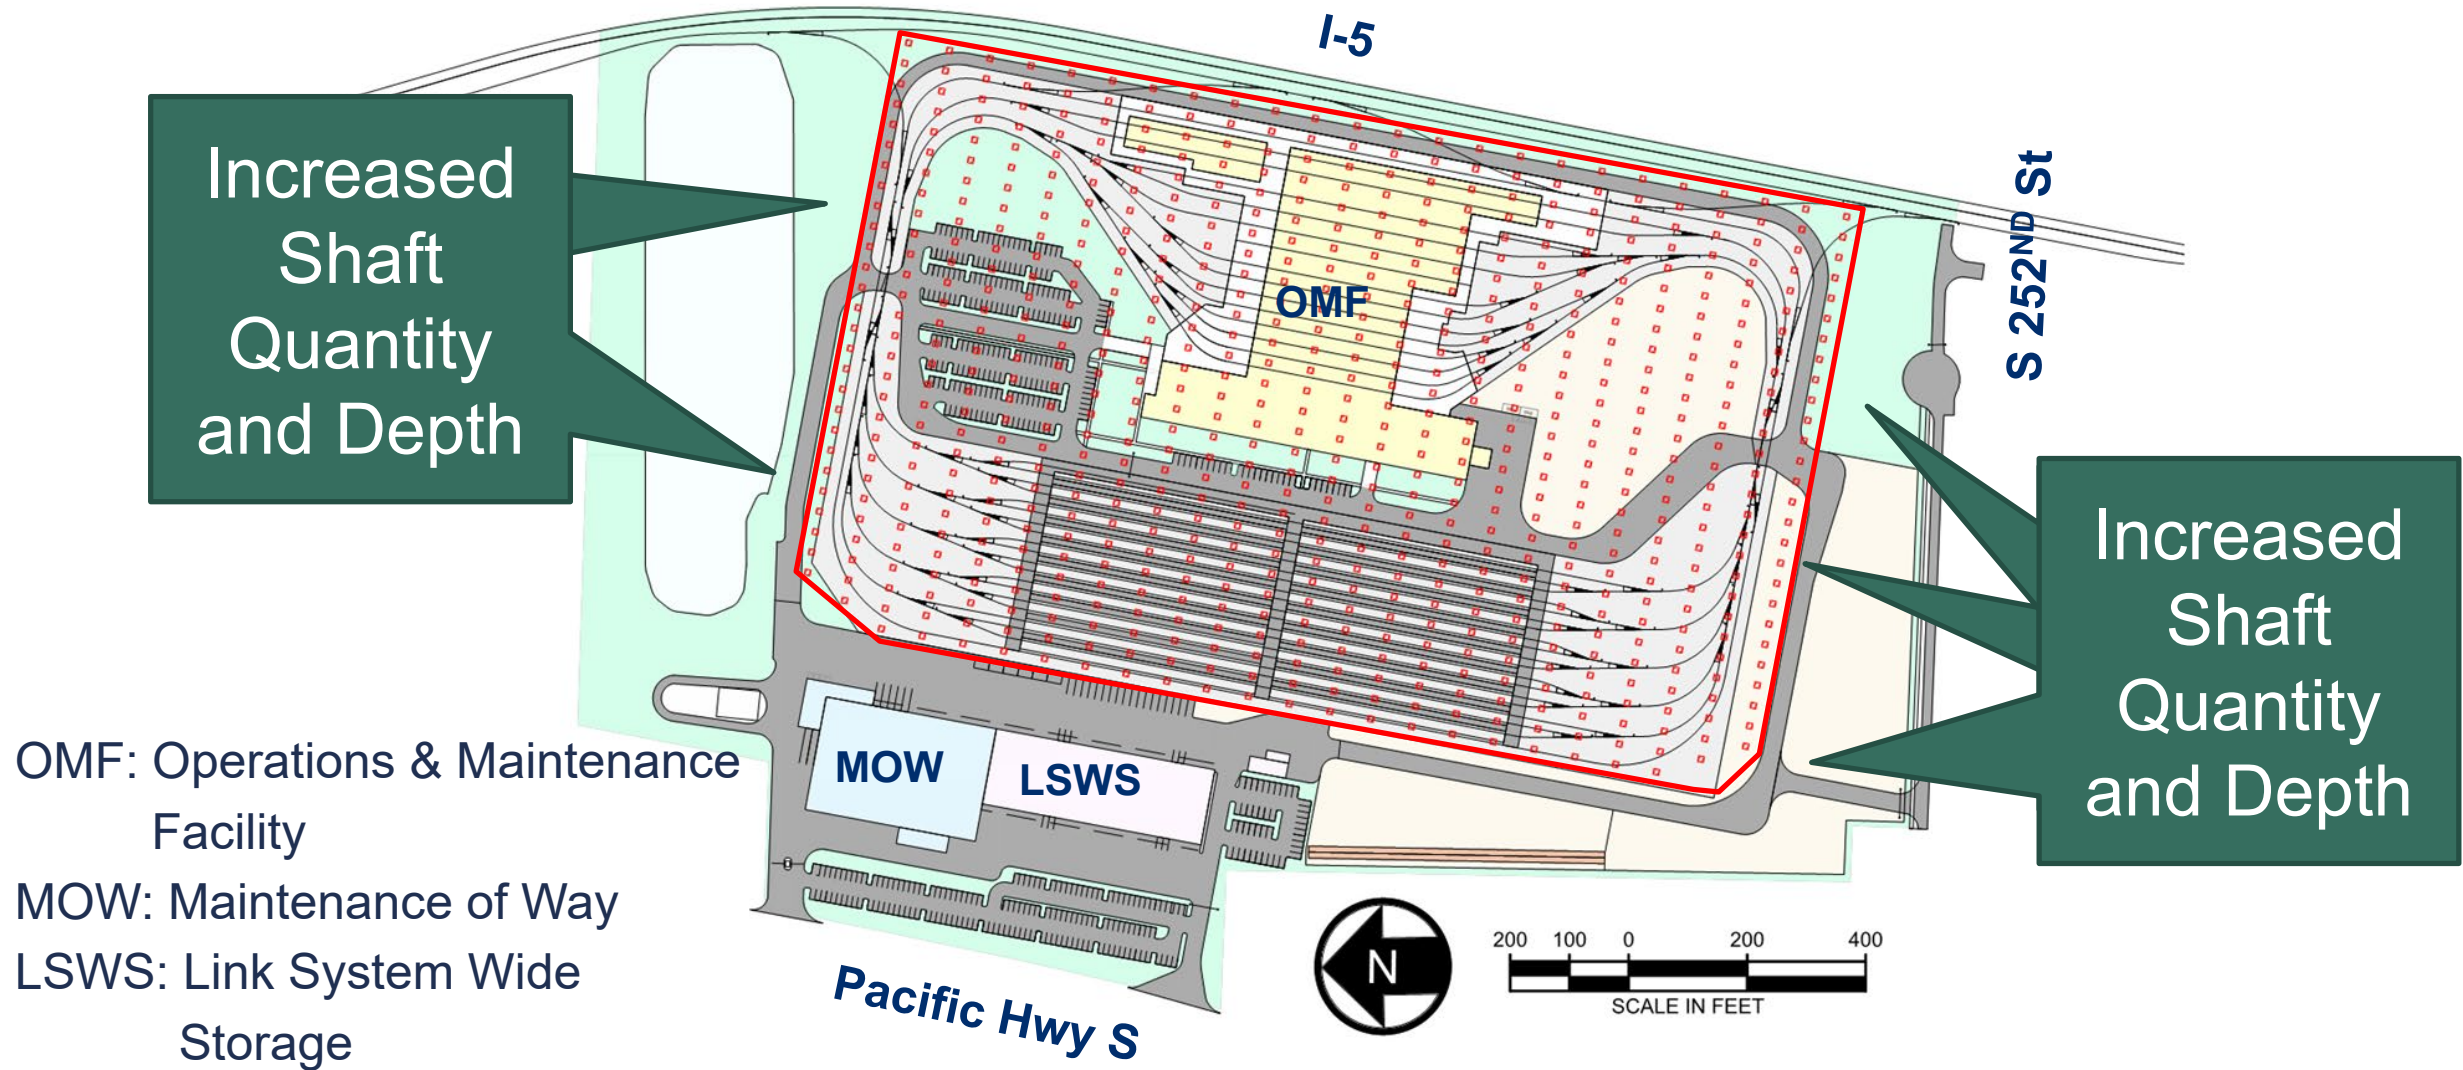 I-5
Increased
Shaft
Quantity
and Depth
S 252ND St
OMF
Increased
Shaft
Quantity
and Depth
OMF: Operations & Maintenance
Facility
MOW: Maintenance of Way
LSWS: Link System Wide
Storage
MOW
LSWS
Pacific Hwy S
N
200 100 0 200 400
SCALE IN FEET